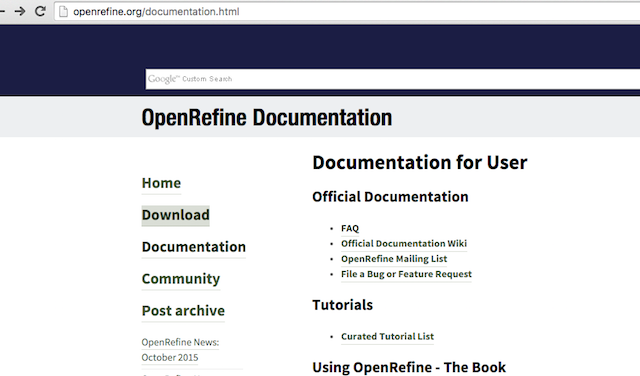 openrefine.org/documentation.html
Google™ Custom Search
OpenRefine Documentation
Home
Download
Documentation
Community
Post archive
OpenRefine News:
October 2015
Documentation for User
Official Documentation
• FAQ
• Official Documentation Wiki
• OpenRefine Mailing List
• File a Bug or Feature Request
Tutorials
• Curated Tutorial List
Using OpenRefine - The Book